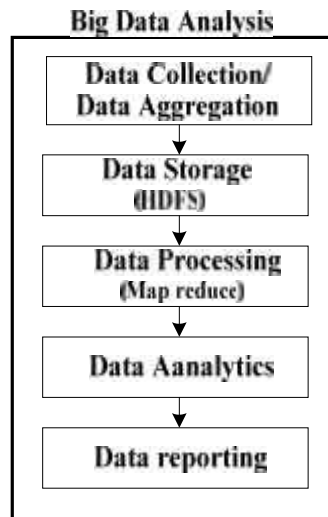 Big Data Analysis
Data Collection/
Data Aggregation
Data Storage
(HDFS)
Data Processing
(Map reduce)
Data Aanalytics
Data reporting